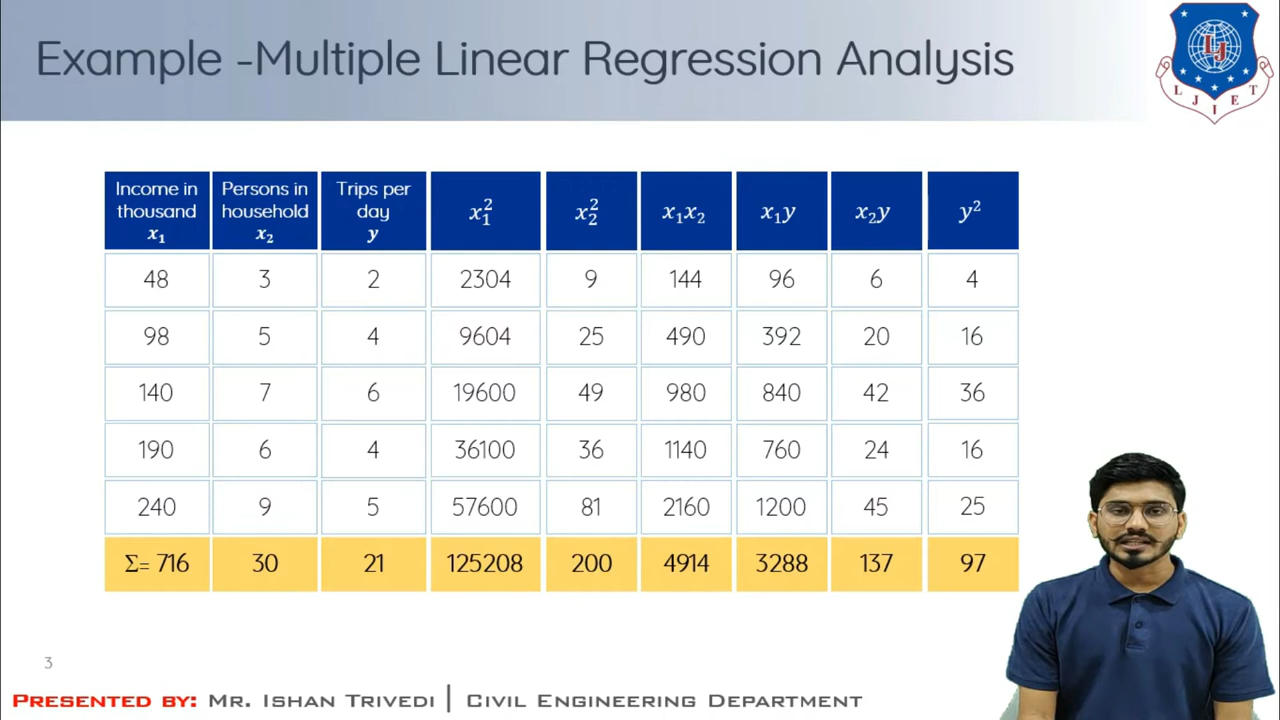 Example -Multiple Linear Regression Analysis
LJ
L J I E T
Income in thousand x₁ Persons in household x₂ Trips per day y x₁² x₂² x₁x₂ x₁y x₂y y²
48 3 2 2304 9 144 96 6 4
98 5 4 9604 25 490 392 20 16
140 7 6 19600 49 980 840 42 36
190 6 4 36100 36 1140 760 24 16
240 9 5 57600 81 2160 1200 45 25
Σ= 716 30 21 125208 200 4914 3288 137 97
3
PRESENTED BY: MR. ISHAN TRIVEDI | CIVIL ENGINEERING DEPARTMENT